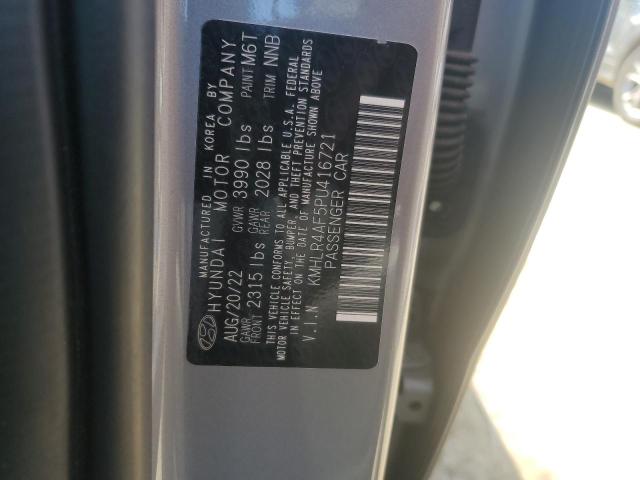 MANUFACTURED IN KOREA BY
HYUNDAI MOTOR COMPANY
AUG/20/22 GVWR 3990 lbs PAINT M6T
GAWR FRONT 2315 lbs GAWR REAR 2028 lbs TRIM NNB
THIS VEHICLE CONFORMS TO ALL APPLICABLE U.S.A. FEDERAL
MOTOR VEHICLE SAFETY, BUMPER, AND THEFT PREVENTION STANDARDS
IN EFFECT ON THE DATE OF MANUFACTURE SHOWN ABOVE
V.I.N KMHLR4AF5PU416721
PASSENGER CAR